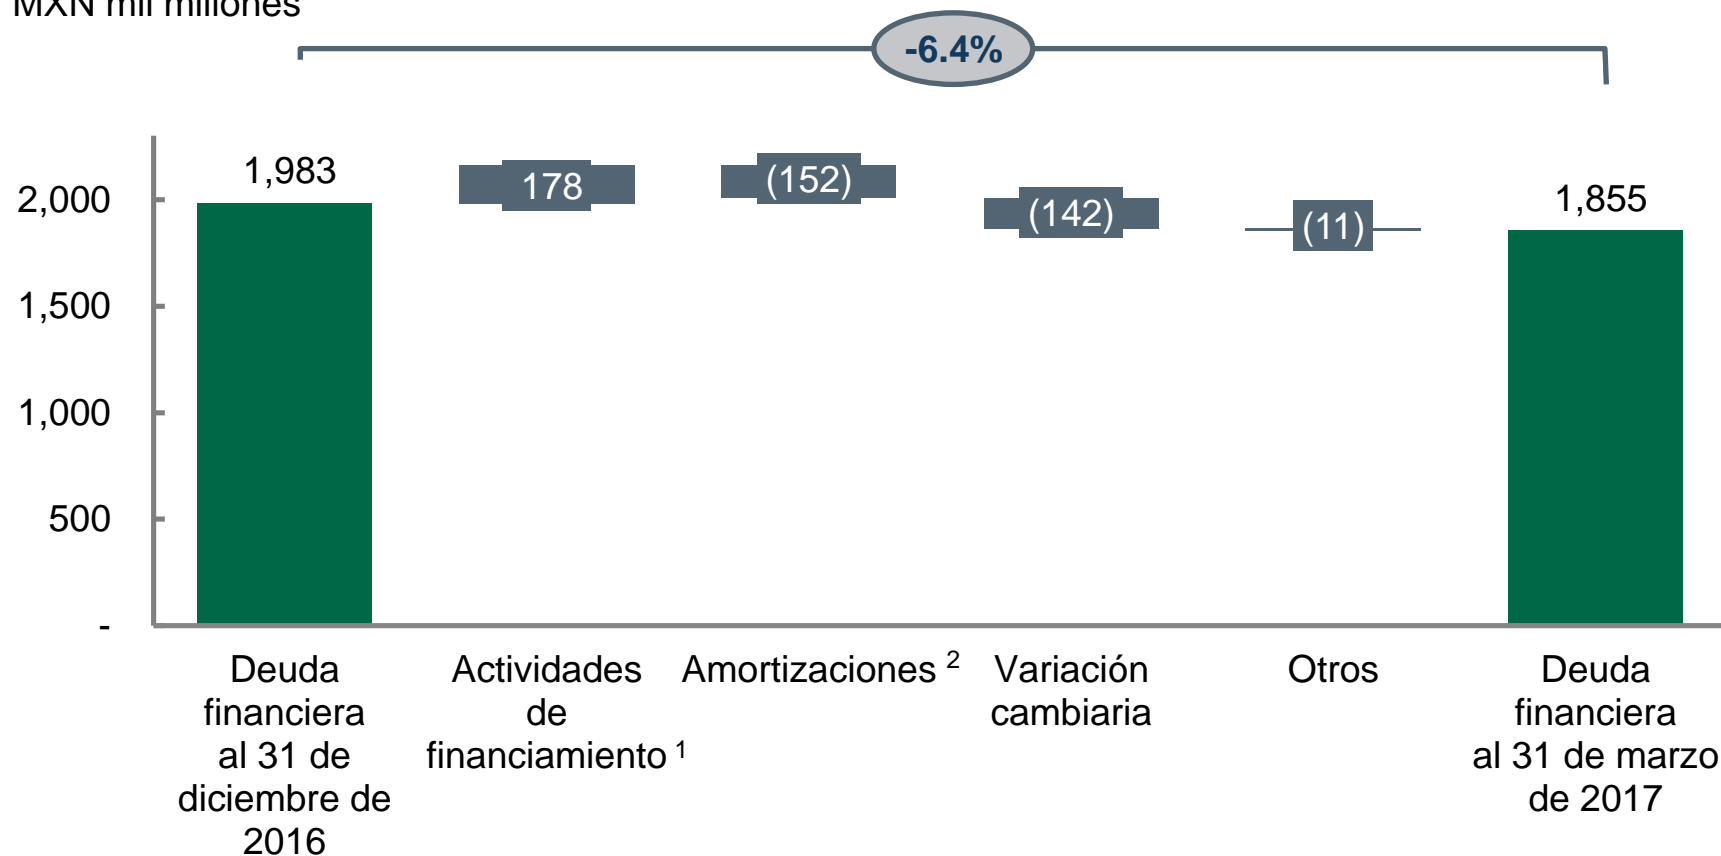 MXN mil millones
-6.4%
1,983
178
(152)
(142)
(11)
1,855
2,000
1,500
1,000
500
-
Deuda
financiera
al 31 de
diciembre de
2016
Actividades
de
financiamiento 1
Amortizaciones 2
Variación
cambiaria
Otros
Deuda
financiera
al 31 de marzo
de 2017